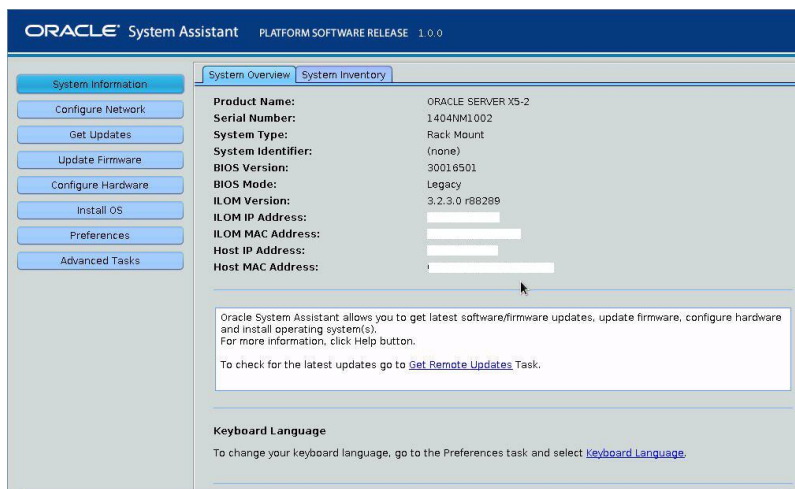 ORACLE System Assistant PLATFORM SOFTWARE RELEASE 1.0.0
System Information
Configure Network
Get Updates
Update Firmware
Configure Hardware
Install OS
Preferences
Advanced Tasks
System Overview System Inventory
Product Name: ORACLE SERVER X5-2
Serial Number: 1404NM1002
System Type: Rack Mount
System Identifier: (none)
BIOS Version: 30016501
BIOS Mode: Legacy
ILOM Version: 3.2.3.0 r88289
ILOM IP Address:
ILOM MAC Address:
Host IP Address:
Host MAC Address:
Oracle System Assistant allows you to get latest software/firmware updates, update firmware, configure hardware
and install operating system(s).
For more information, click Help button.
To check for the latest updates go to Get Remote Updates Task.
Keyboard Language
To change your keyboard language, go to the Preferences task and select Keyboard Language.